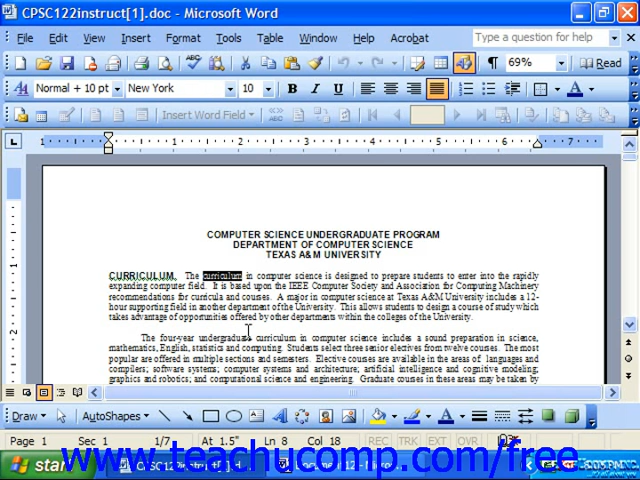 CPSC122instruct[1].doc - Microsoft Word
File Edit View Insert Format Tools Table Window Help Acrobat Type a question for help
69% Read
Normal + 10 pt New York 10 B I U
Insert Word Field
1 1 2 3 4 5 6 7
COMPUTER SCIENCE UNDERGRADUATE PROGRAM
DEPARTMENT OF COMPUTER SCIENCE
TEXAS A&M UNIVERSITY
CURRICULUM. The curriculum in computer science is designed to prepare students to enter into the rapidly
expanding computer field. It is based upon the IEEE Computer Society and Association for Computing Machinery
recommendations for curricula and courses. A major in computer science at Texas A&M University includes a 12-
hour supporting field in another department of the University. This allows students to design a course of study which
takes advantage of opportunities offered by other departments within the colleges of the University.
The four-year undergraduate curriculum in computer science includes a sound preparation in science,
mathematics, English, statistics and computing. Students select three senior electives from twelve courses. The most
popular are offered in multiple sections and semesters. Elective courses are available in the areas of languages and
compilers; software systems; computer systems and architecture; artificial intelligence and cognitive modeling;
graphics and robotics; and computational science and engineering. Graduate courses in these areas may be taken by
Draw AutoShapes
Page 1 Sec 1 1/7 At 1.5" Ln 8 Col 18 REC TRK EXT OVR
start CPSC122instruct[1].d...
www.teachucomp.com/free